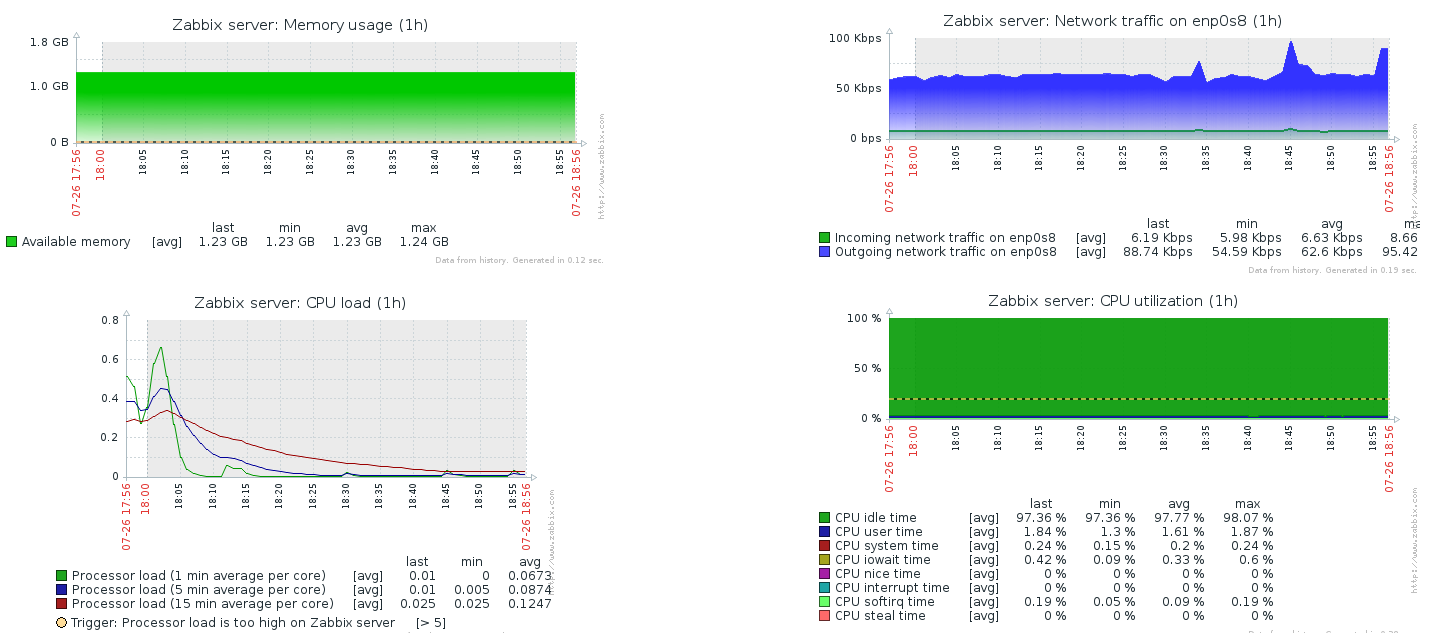 Zabbix server: Memory usage (1h)
1.8 GB
1.0 GB
0 B
07-26 17:56
18:00
18:05
18:10
18:15
18:20
18:25
18:30
18:35
18:40
18:45
18:50
18:55
07-26 18:56
http://www.zabbix.com
last min avg max
Available memory [avg] 1.23 GB 1.23 GB 1.23 GB 1.24 GB
Data from history. Generated in 0.12 sec.
Zabbix server: Network traffic on enp0s8 (1h)
100 Kbps
50 Kbps
0 bps
07-26 17:56
18:00
18:05
18:10
18:15
18:20
18:25
18:30
18:35
18:40
18:45
18:50
18:55
07-26 18:56
http://www.zabbix.com
last min avg
Incoming network traffic on enp0s8 [avg] 6.19 Kbps 5.98 Kbps 6.63 Kbps 8.66
Outgoing network traffic on enp0s8 [avg] 88.74 Kbps 54.59 Kbps 62.6 Kbps 95.42
Data from history. Generated in 0.19 sec.
Zabbix server: CPU load (1h)
0.8
0.6
0.4
0.2
0
07-26 17:56
18:00
18:05
18:10
18:15
18:20
18:25
18:30
18:35
18:40
18:45
18:50
18:55
07-26 18:56
http://www.zabbix.com
last min avg
Processor load (1 min average per core) [avg] 0.01 0 0.0673
Processor load (5 min average per core) [avg] 0.01 0.005 0.0874
Processor load (15 min average per core) [avg] 0.025 0.025 0.1247
Trigger: Processor load is too high on Zabbix server [> 5]
Zabbix server: CPU utilization (1h)
100 %
50 %
0 %
07-26 17:56
18:00
18:05
18:10
18:15
18:20
18:25
18:30
18:35
18:40
18:45
18:50
18:55
07-26 18:56
http://www.zabbix.com
last min avg max
CPU idle time [avg] 97.36 % 97.36 % 97.77 % 98.07 %
CPU user time [avg] 1.84 % 1.3 % 1.61 % 1.87 %
CPU system time [avg] 0.24 % 0.15 % 0.2 % 0.24 %
CPU iowait time [avg] 0.42 % 0.09 % 0.33 % 0.6 %
CPU nice time [avg] 0 % 0 % 0 % 0 %
CPU interrupt time [avg] 0 % 0 % 0 % 0 %
CPU softirq time [avg] 0.19 % 0.05 % 0.09 % 0.19 %
CPU steal time [avg] 0 % 0 % 0 % 0 %